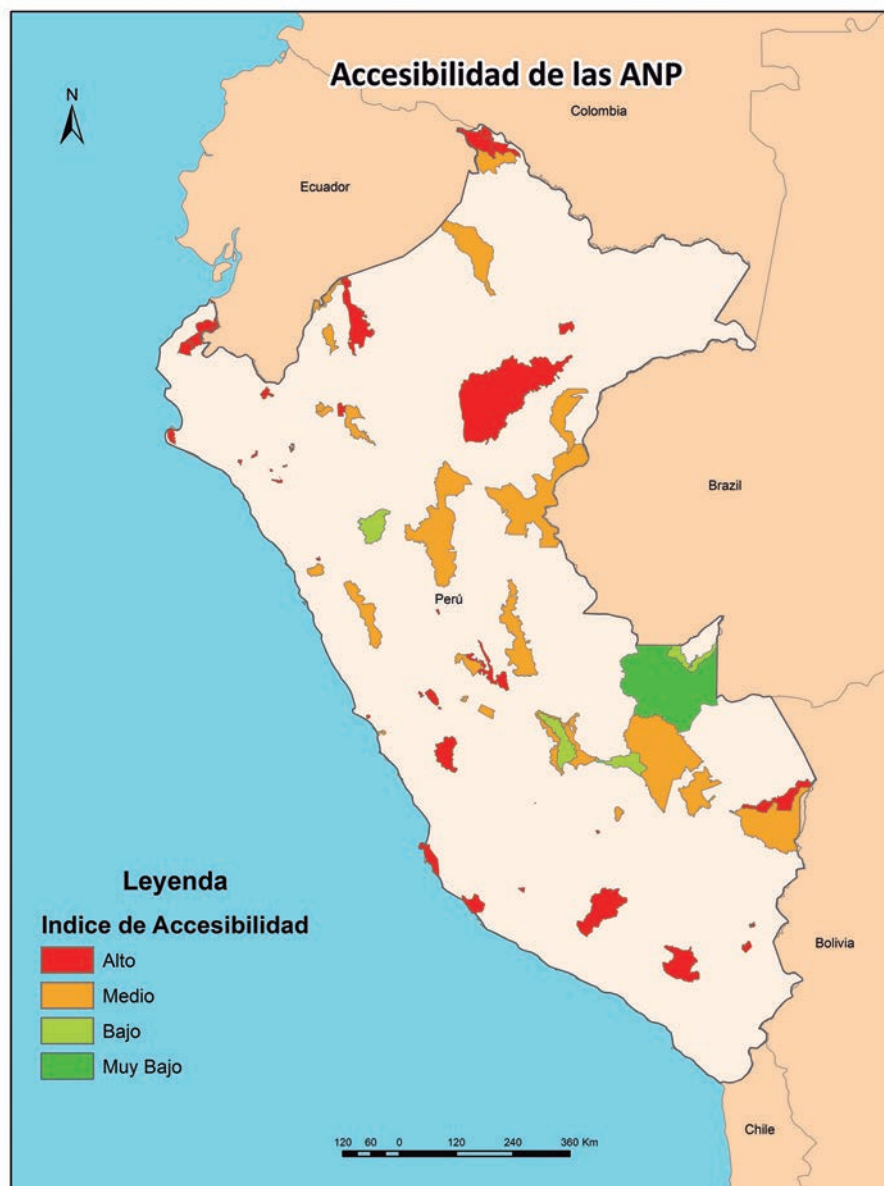 Accesibilidad de las ANP
N
Colombia
Ecuador
Brazil
Perú
Leyenda
Indice de Accesibilidad
Alto
Medio
Bajo
Muy Bajo
Bolivia
Chile
120 60 0 120 240 360 Km